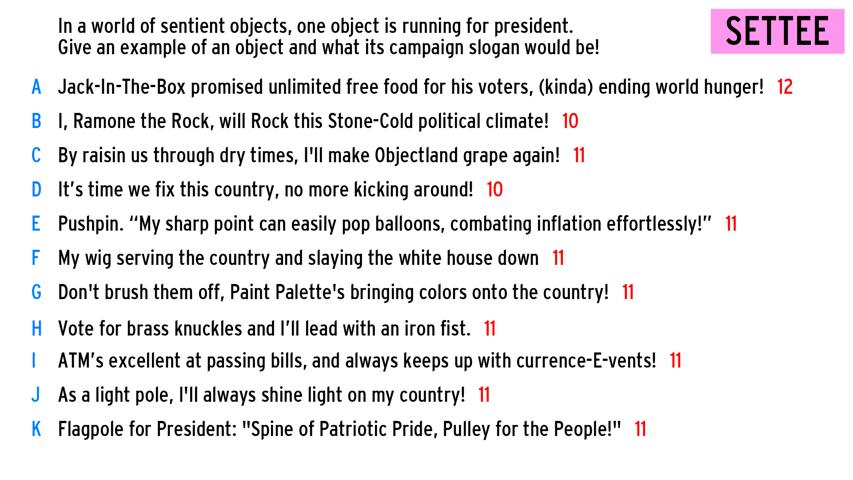 In a world of sentient objects, one object is running for president.
Give an example of an object and what its campaign slogan would be!
SETTEE
A Jack-In-The-Box promised unlimited free food for his voters, (kinda) ending world hunger! 12
B I, Ramone the Rock, will Rock this Stone-Cold political climate! 10
C By raisin us through dry times, I'll make Objectland grape again! 11
D It’s time we fix this country, no more kicking around! 10
E Pushpin. “My sharp point can easily pop balloons, combating inflation effortlessly!” 11
F My wig serving the country and slaying the white house down 11
G Don't brush them off, Paint Palette's bringing colors onto the country! 11
H Vote for brass knuckles and I’ll lead with an iron fist. 11
I ATM’s excellent at passing bills, and always keeps up with currence-E-vents! 11
J As a light pole, I'll always shine light on my country! 11
K Flagpole for President: "Spine of Patriotic Pride, Pulley for the People!" 11